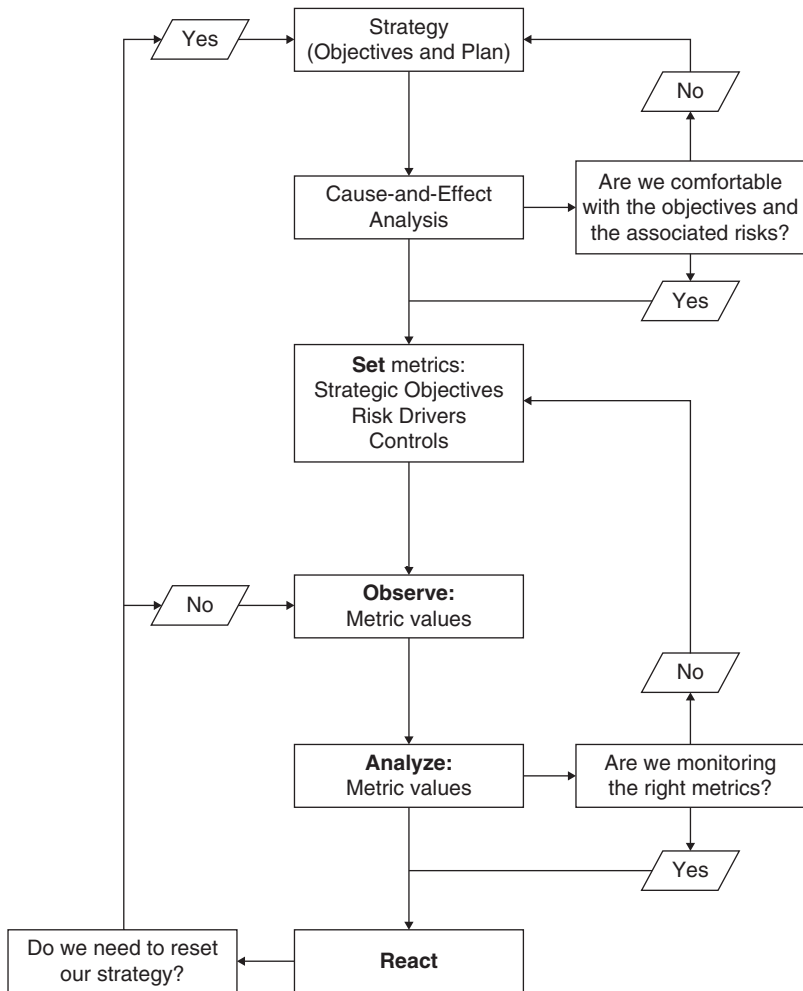 Yes
Strategy
(Objectives and Plan)
No
Cause-and-Effect
Analysis
Are we comfortable
with the objectives and
the associated risks?
Yes
Set metrics:
Strategic Objectives
Risk Drivers
Controls
No
Observe:
Metric values
No
Analyze:
Metric values
Are we monitoring
the right metrics?
Yes
Do we need to reset
our strategy?
React